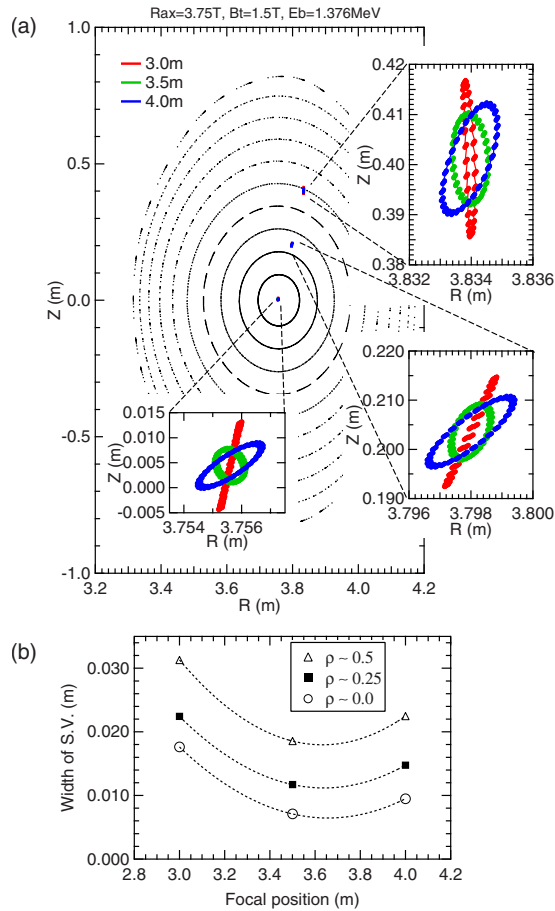 (a)
Rax=3.75T, Bt=1.5T, Eb=1.376MeV
1.0
0.5
0.0
-0.5
-1.0
Z (m)
3.2
3.4
3.6
3.8
4.0
4.2
R (m)
3.0m
3.5m
4.0m
0.42
0.41
0.40
0.39
0.38
Z (m)
3.832
3.834
3.836
R (m)
0.220
0.210
0.200
0.190
Z (m)
3.796
3.798
3.800
R (m)
0.015
0.010
0.005
0.000
-0.005
Z (m)
3.754
3.756
R (m)
(b)
0.030
0.020
0.010
0.000
Width of S.V. (m)
ρ ~ 0.5
ρ ~ 0.25
ρ ~ 0.0
2.8
3.0
3.2
3.4
3.6
3.8
4.0
4.2
Focal position (m)